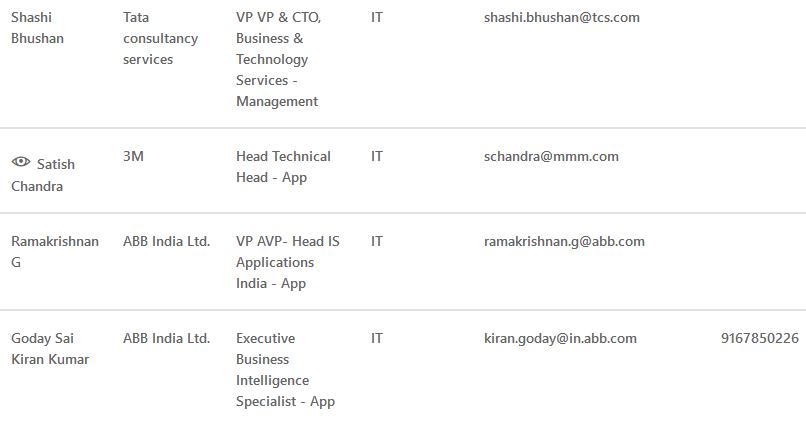 Shashi Tata VP VP & CTO, IT shashi.bhushan@tcs.com
Bhushan consultancy Business &
services Technology
Services -
Management
Satish 3M Head Technical IT schandra@mmm.com
Chandra Head - App
Ramakrishnan ABB India Ltd. VP AVP- Head IS IT ramakrishnan.g@abb.com
G Applications
India - App
Goday Sai ABB India Ltd. Executive IT kiran.goday@in.abb.com 9167850226
Kiran Kumar Business
Intelligence
Specialist - App